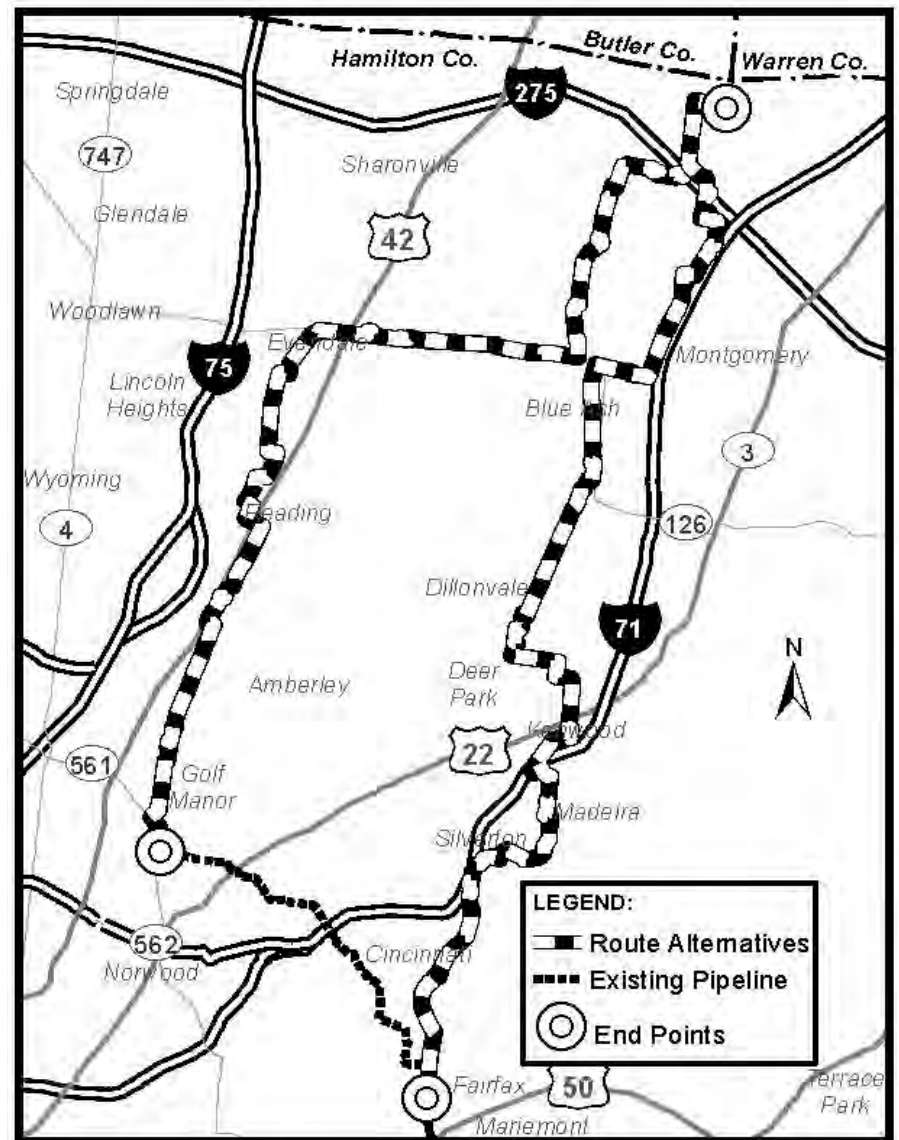 Hamilton Co.
Butler Co.
Warren Co.
Springdale
275
747
Sharonville
Glendale
42
Woodlawn
Evendale
75
Montgomery
Lincoln
Heights
Blue Ash
3
Wyoming
4
Reading
126
Dillonvale
71
N
Deer
Park
Amberley
Kenwood
22
561
Golf
Manor
Madeira
Silverton
LEGEND:
Route Alternatives
Existing Pipeline
End Points
562
Norwood
Cincinnati
Fairfax
50
Terrace
Park
Mariemont